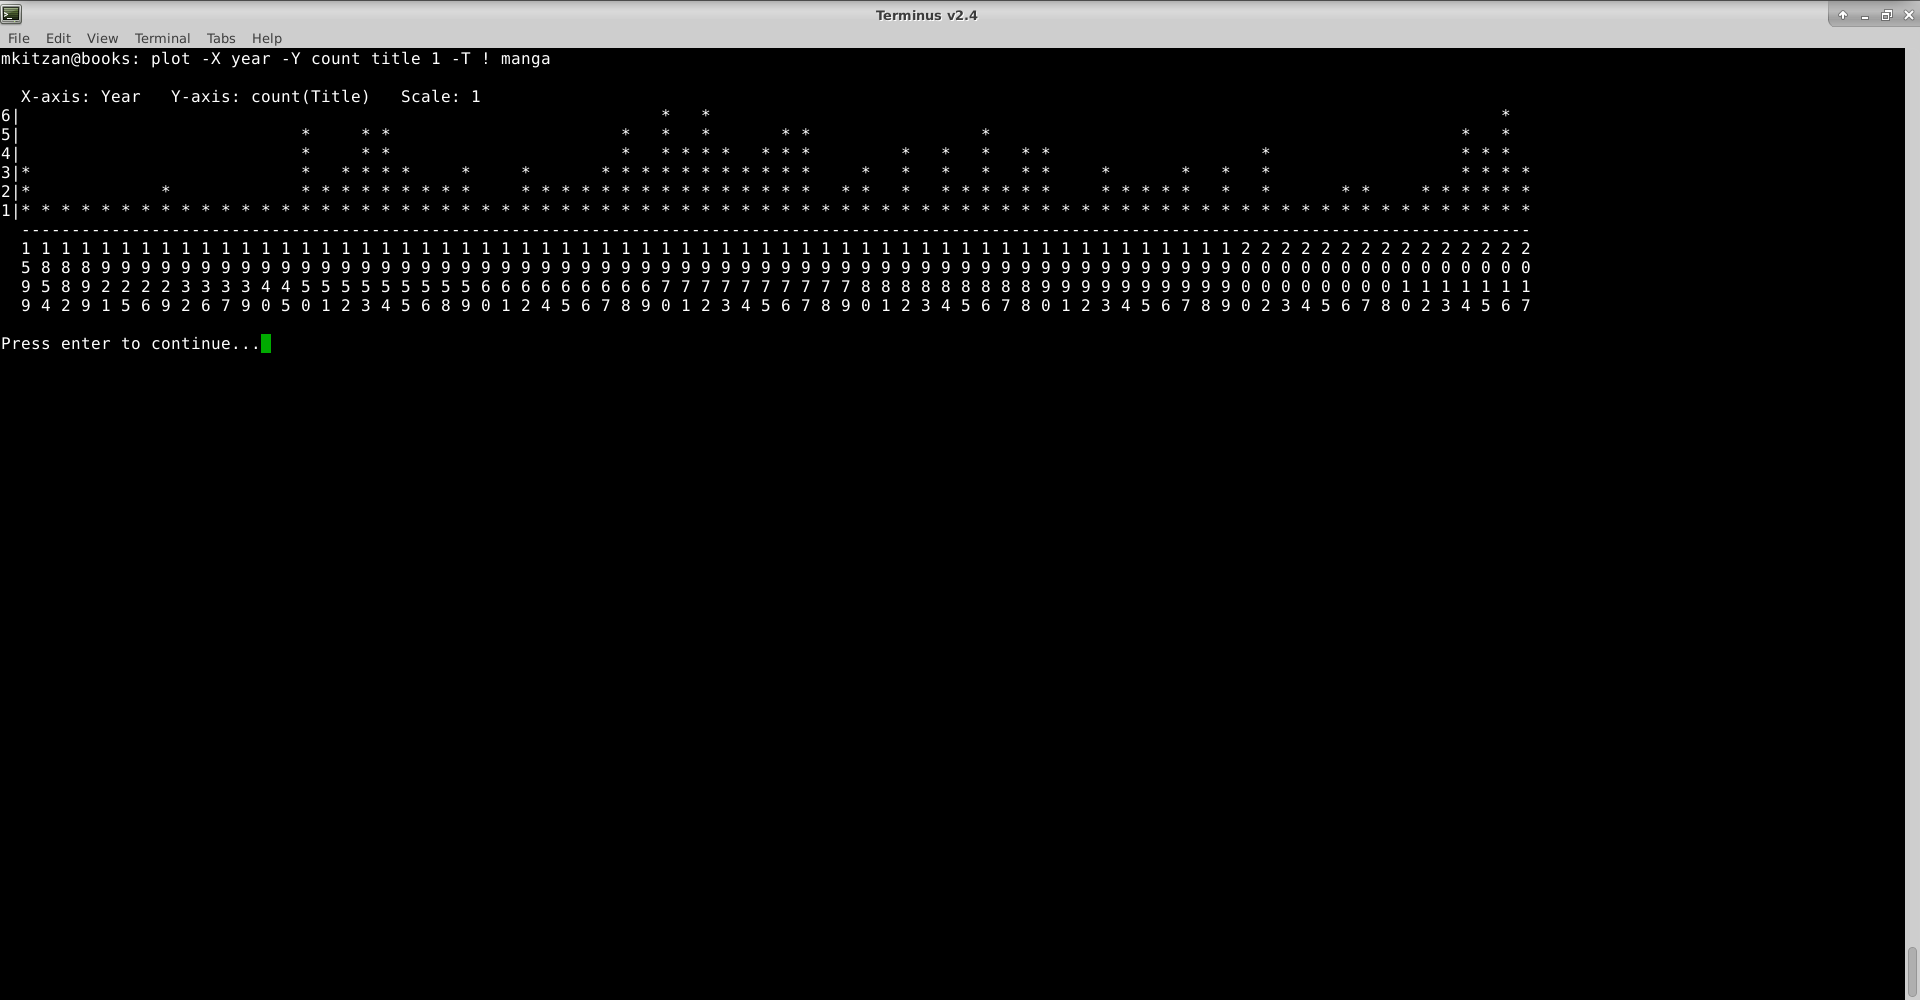 Terminus v2.4
File Edit View Terminal Tabs Help
mkitzan@books: plot -X year -Y count title 1 -T ! manga
X-axis: Year Y-axis: count(Title) Scale: 1
6| * * *
5| * * * * * * * * * * *
4| * * * * * * * * * * * * * * * * * * * *
3|* * * * * * * * * * * * * * * * * * * * * * * * * * * * * * * * *
2|* * * * * * * * * * * * * * * * * * * * * * * * * * * * * * * * * * * * * * * * * * * * * * * * * *
1|* * * * * * * * * * * * * * * * * * * * * * * * * * * * * * * * * * * * * * * * * * * * * * * * * * * * * * * * * * * * * * * * * * * * * * * * * * * *
-------------------------------------------------------------------------------------------------------------------------------------------------------
1 1 1 1 1 1 1 1 1 1 1 1 1 1 1 1 1 1 1 1 1 1 1 1 1 1 1 1 1 1 1 1 1 1 1 1 1 1 1 1 1 1 1 1 1 1 1 1 1 1 1 1 1 1 1 1 1 1 1 1 1 2 2 2 2 2 2 2 2 2 2 2 2 2 2 2
5 8 8 8 9 9 9 9 9 9 9 9 9 9 9 9 9 9 9 9 9 9 9 9 9 9 9 9 9 9 9 9 9 9 9 9 9 9 9 9 9 9 9 9 9 9 9 9 9 9 9 9 9 9 9 9 9 9 9 9 9 0 0 0 0 0 0 0 0 0 0 0 0 0 0 0
9 5 8 9 2 2 2 2 3 3 3 3 4 4 5 5 5 5 5 5 5 5 5 6 6 6 6 6 6 6 6 6 7 7 7 7 7 7 7 7 7 7 8 8 8 8 8 8 8 8 8 9 9 9 9 9 9 9 9 9 9 0 0 0 0 0 0 0 0 1 1 1 1 1 1 1
9 4 2 9 1 5 6 9 2 6 7 9 0 5 0 1 2 3 4 5 6 8 9 0 1 2 4 5 6 7 8 9 0 1 2 3 4 5 6 7 8 9 0 1 2 3 4 5 6 7 8 0 1 2 3 4 5 6 7 8 9 0 2 3 4 5 6 7 8 0 2 3 4 5 6 7
Press enter to continue...